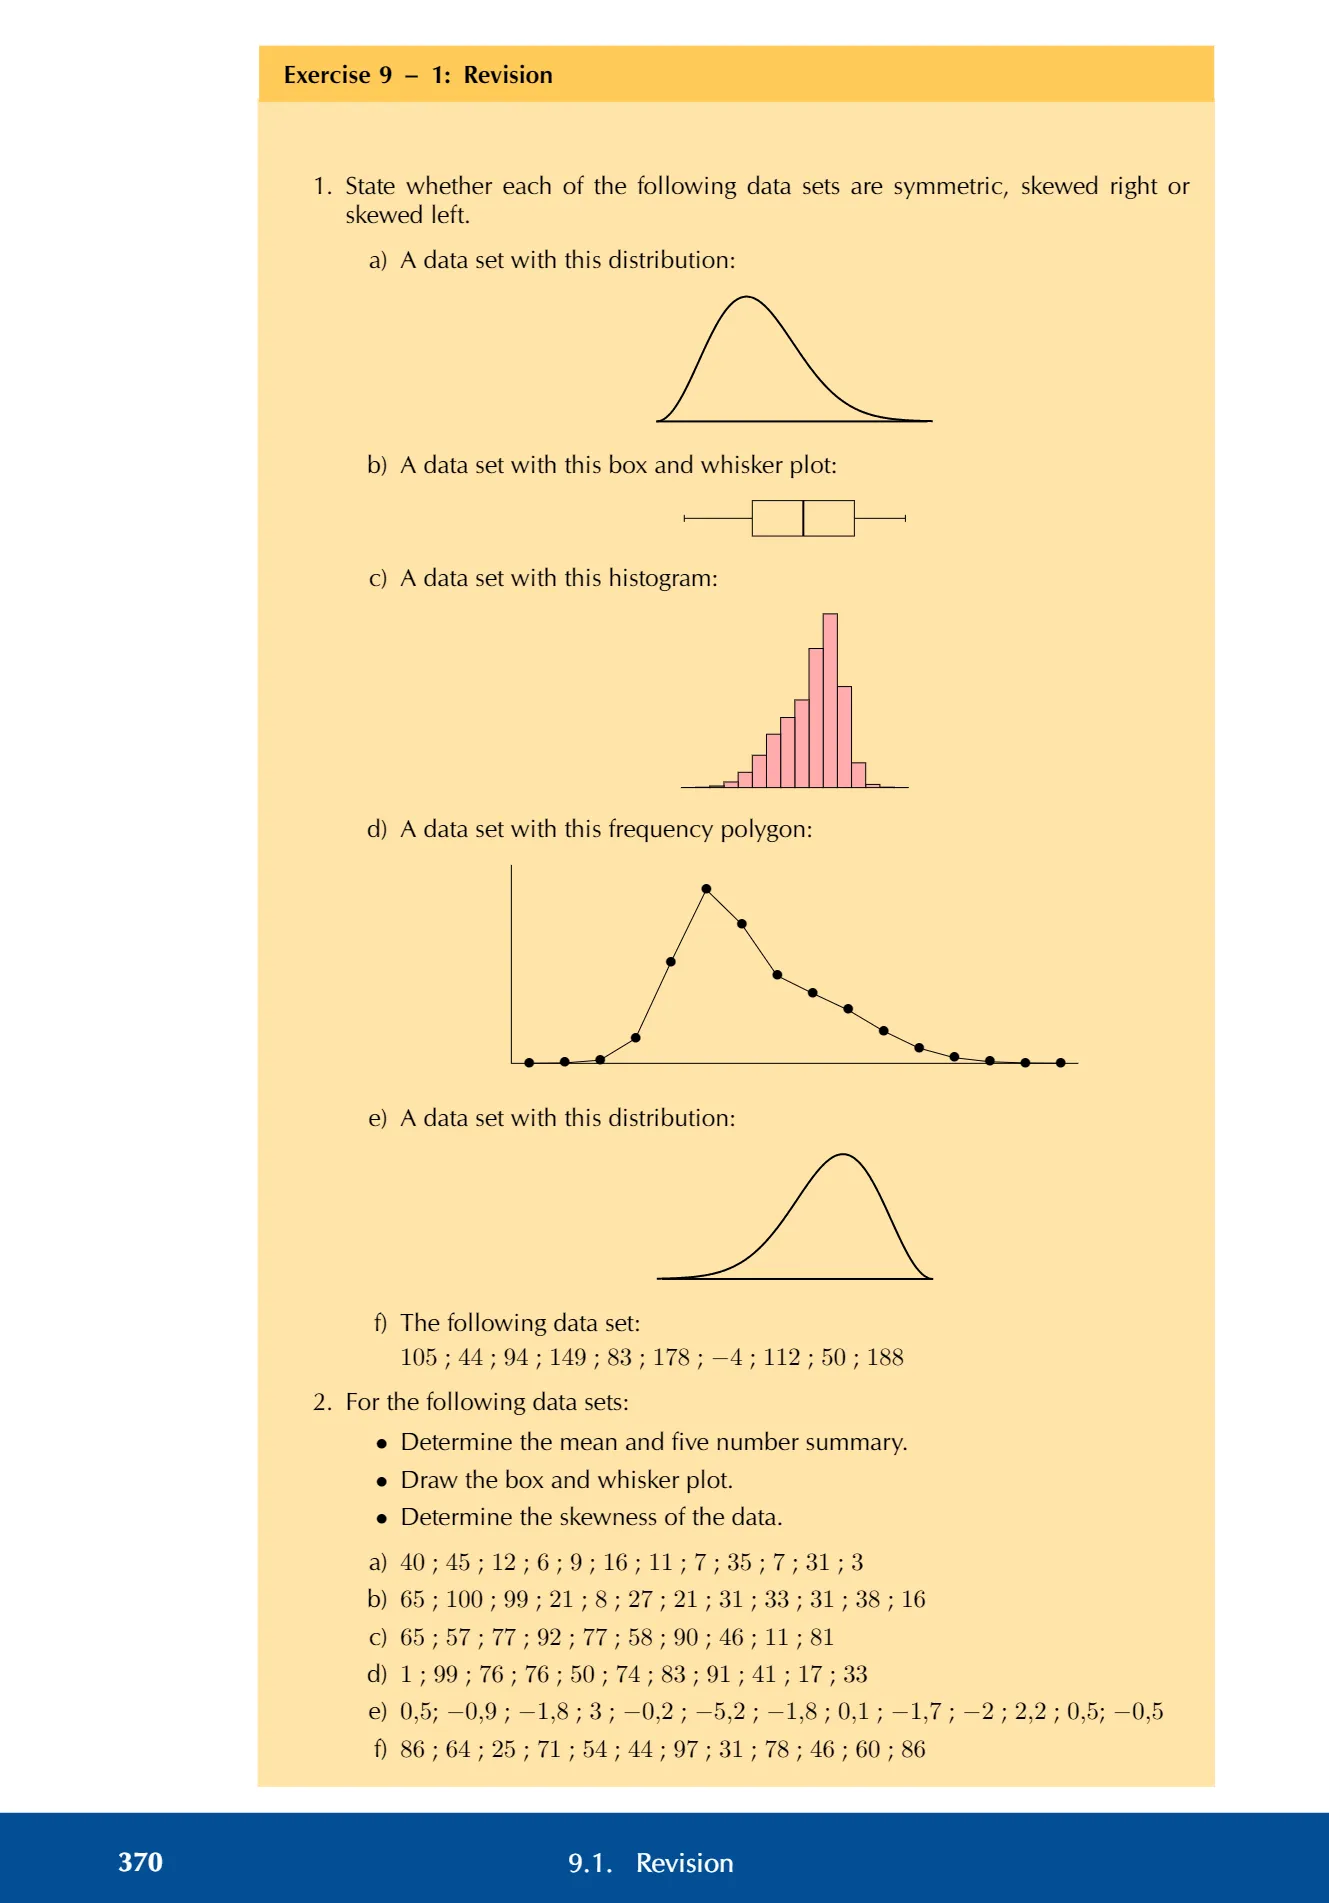 Exercise 9 – 1: Revision
1. State whether each of the following data sets are symmetric, skewed right or
skewed left.
a) A data set with this distribution:
b) A data set with this box and whisker plot:
c) A data set with this histogram:
d) A data set with this frequency polygon:
e) A data set with this distribution:
f) The following data set:
105 ; 44 ; 94 ; 149 ; 83 ; 178 ; −4 ; 112 ; 50 ; 188
2. For the following data sets:
• Determine the mean and five number summary.
• Draw the box and whisker plot.
• Determine the skewness of the data.
a) 40 ; 45 ; 12 ; 6 ; 9 ; 16 ; 11 ; 7 ; 35 ; 7 ; 31 ; 3
b) 65 ; 100 ; 99 ; 21 ; 8 ; 27 ; 21 ; 31 ; 33 ; 31 ; 38 ; 16
c) 65 ; 57 ; 77 ; 92 ; 77 ; 58 ; 90 ; 46 ; 11 ; 81
d) 1 ; 99 ; 76 ; 76 ; 50 ; 74 ; 83 ; 91 ; 41 ; 17 ; 33
e) 0,5; −0,9 ; −1,8 ; 3 ; −0,2 ; −5,2 ; −1,8 ; 0,1 ; −1,7 ; −2 ; 2,2 ; 0,5; −0,5
f) 86 ; 64 ; 25 ; 71 ; 54 ; 44 ; 97 ; 31 ; 78 ; 46 ; 60 ; 86
370 9.1. Revision